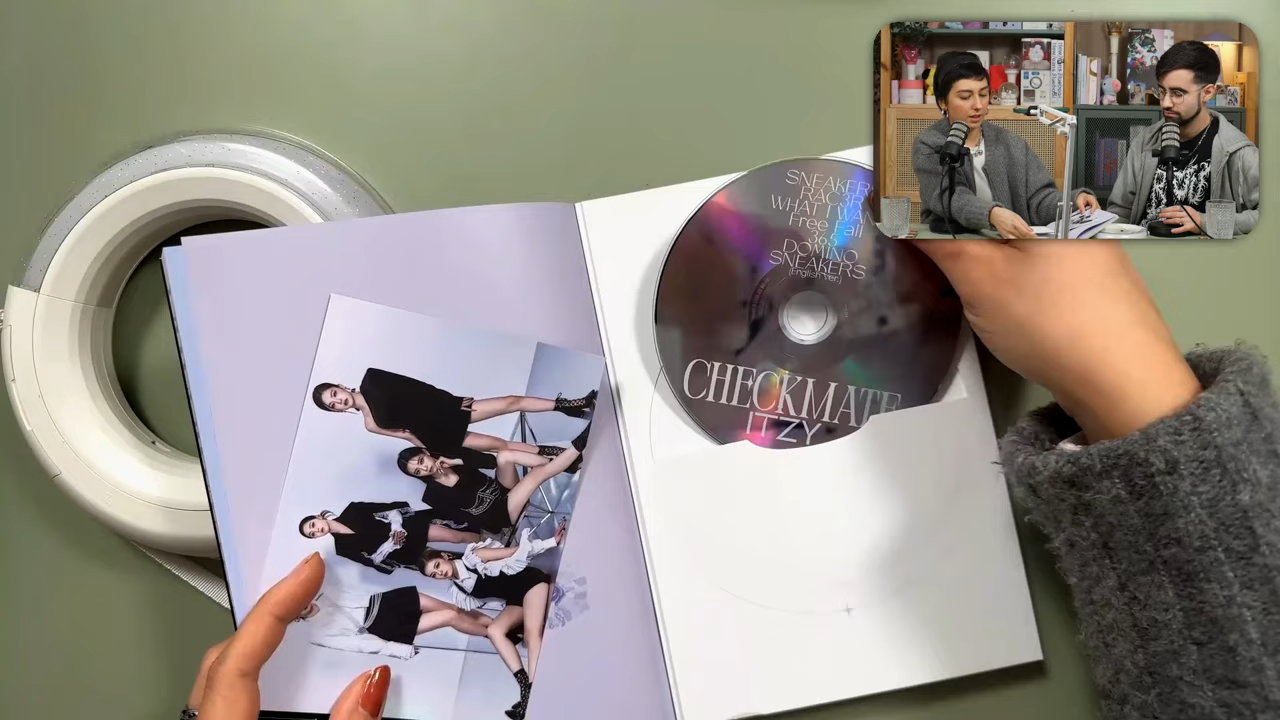 SNEAKER
RAC3R
WHAT I WAN
Free Fall
365
DOMINO
SNEAKERS
(English Ver.)
CHECKMATE
ITZY